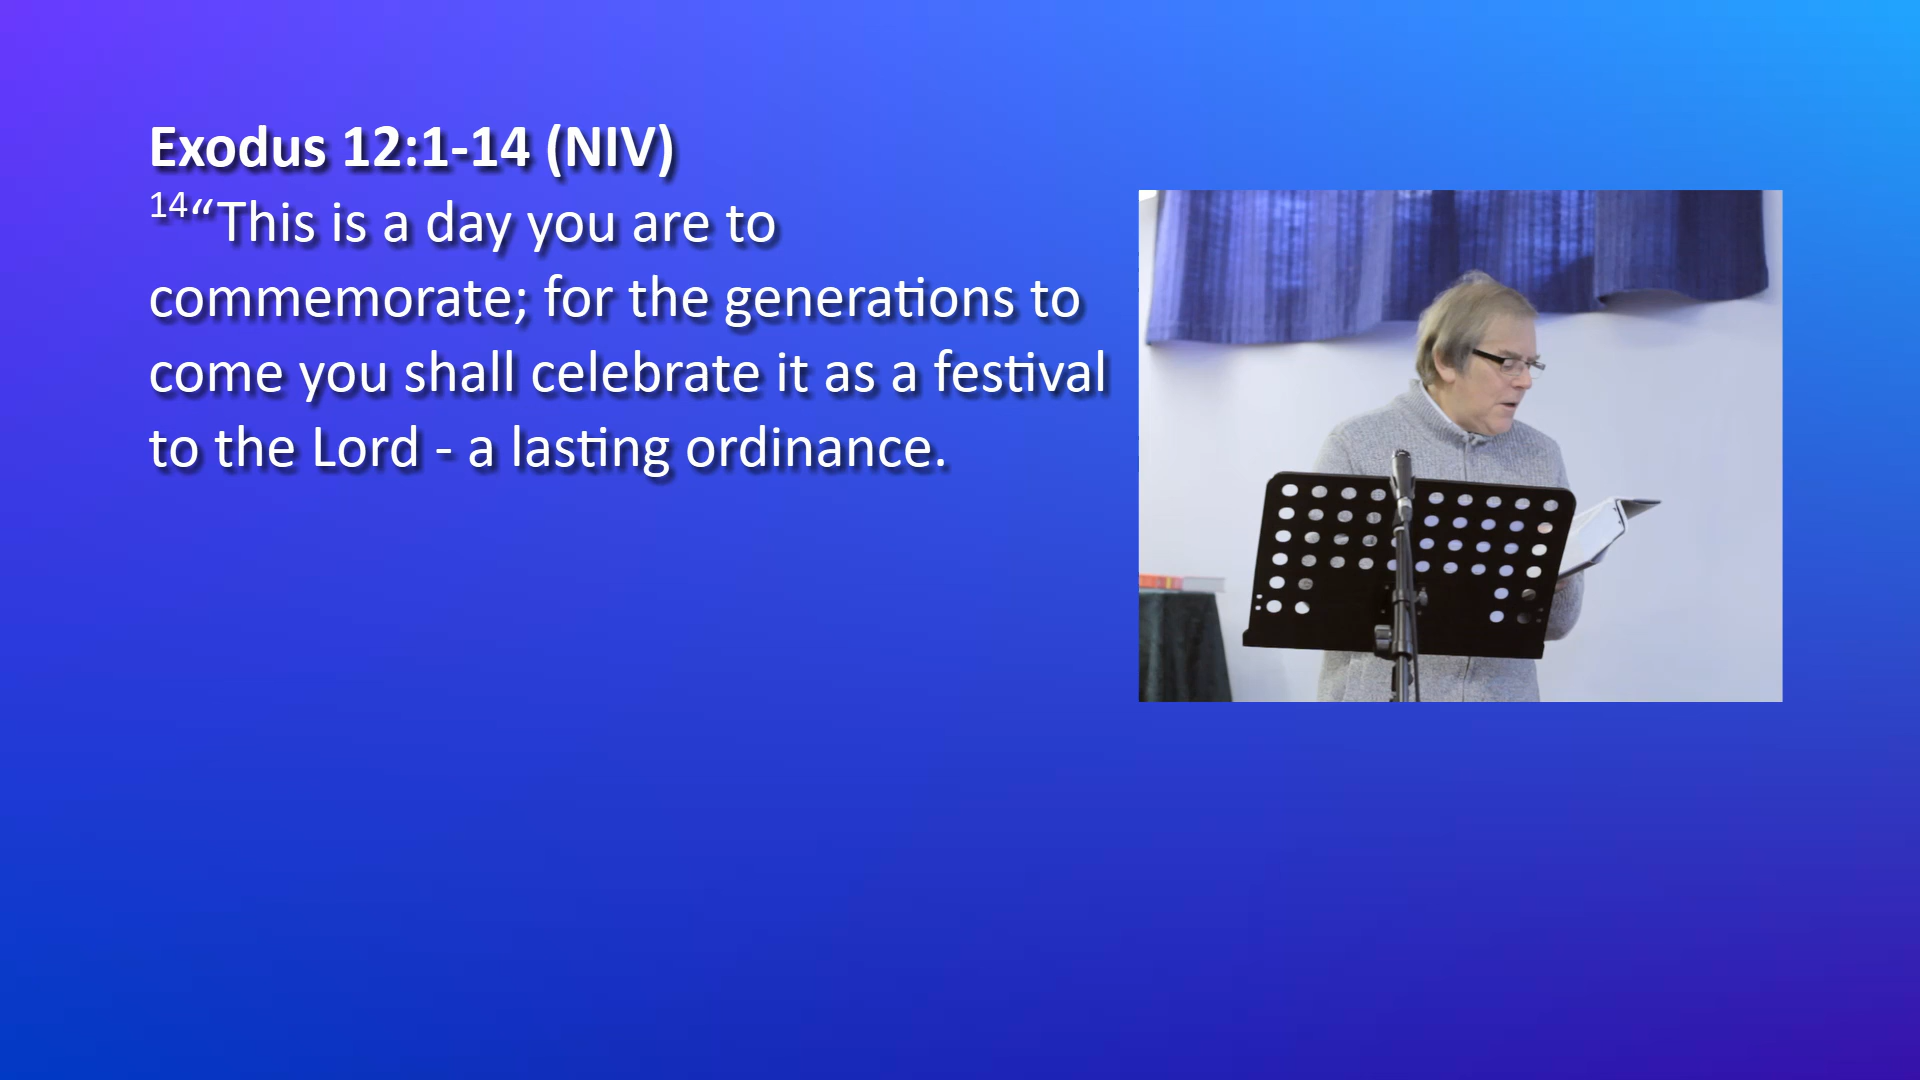 Exodus 12:1-14 (NIV)
14“This is a day you are to
commemorate; for the generations to
come you shall celebrate it as a festival
to the Lord - a lasting ordinance.